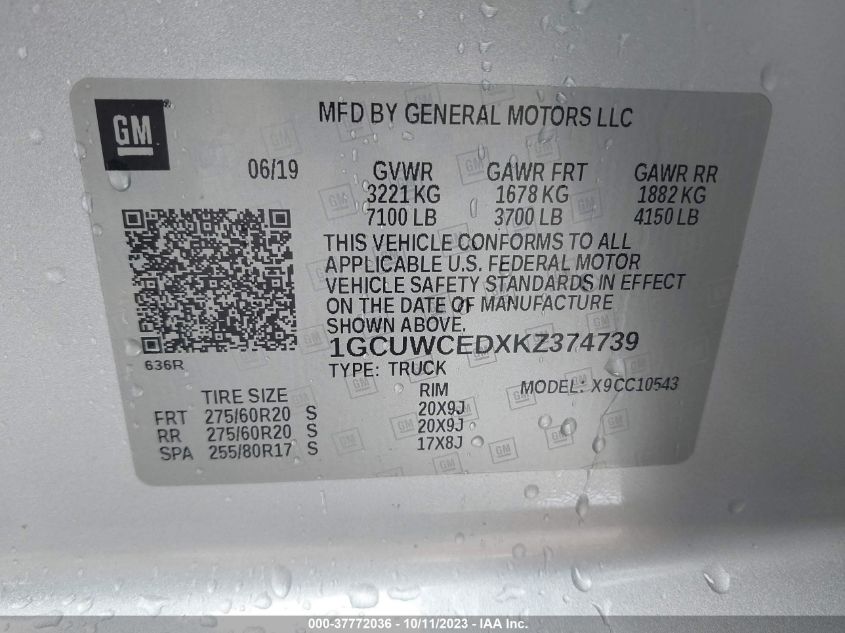 GM ®
MFD BY GENERAL MOTORS LLC
06/19 GVWR GAWR FRT GAWR RR
3221 KG 1678 KG 1882 KG
7100 LB 3700 LB 4150 LB
THIS VEHICLE CONFORMS TO ALL
APPLICABLE U.S. FEDERAL MOTOR
VEHICLE SAFETY STANDARDS IN EFFECT
ON THE DATE OF MANUFACTURE
SHOWN ABOVE.
1GCUWCEDXKZ374739
636R
TYPE: TRUCK
MODEL: X9CC10543
TIRE SIZE RIM
FRT 275/60R20 S 20X9J
RR 275/60R20 S 20X9J
SPA 255/80R17 S 17X8J
000-37772036 - 10/11/2023 - IAA Inc.